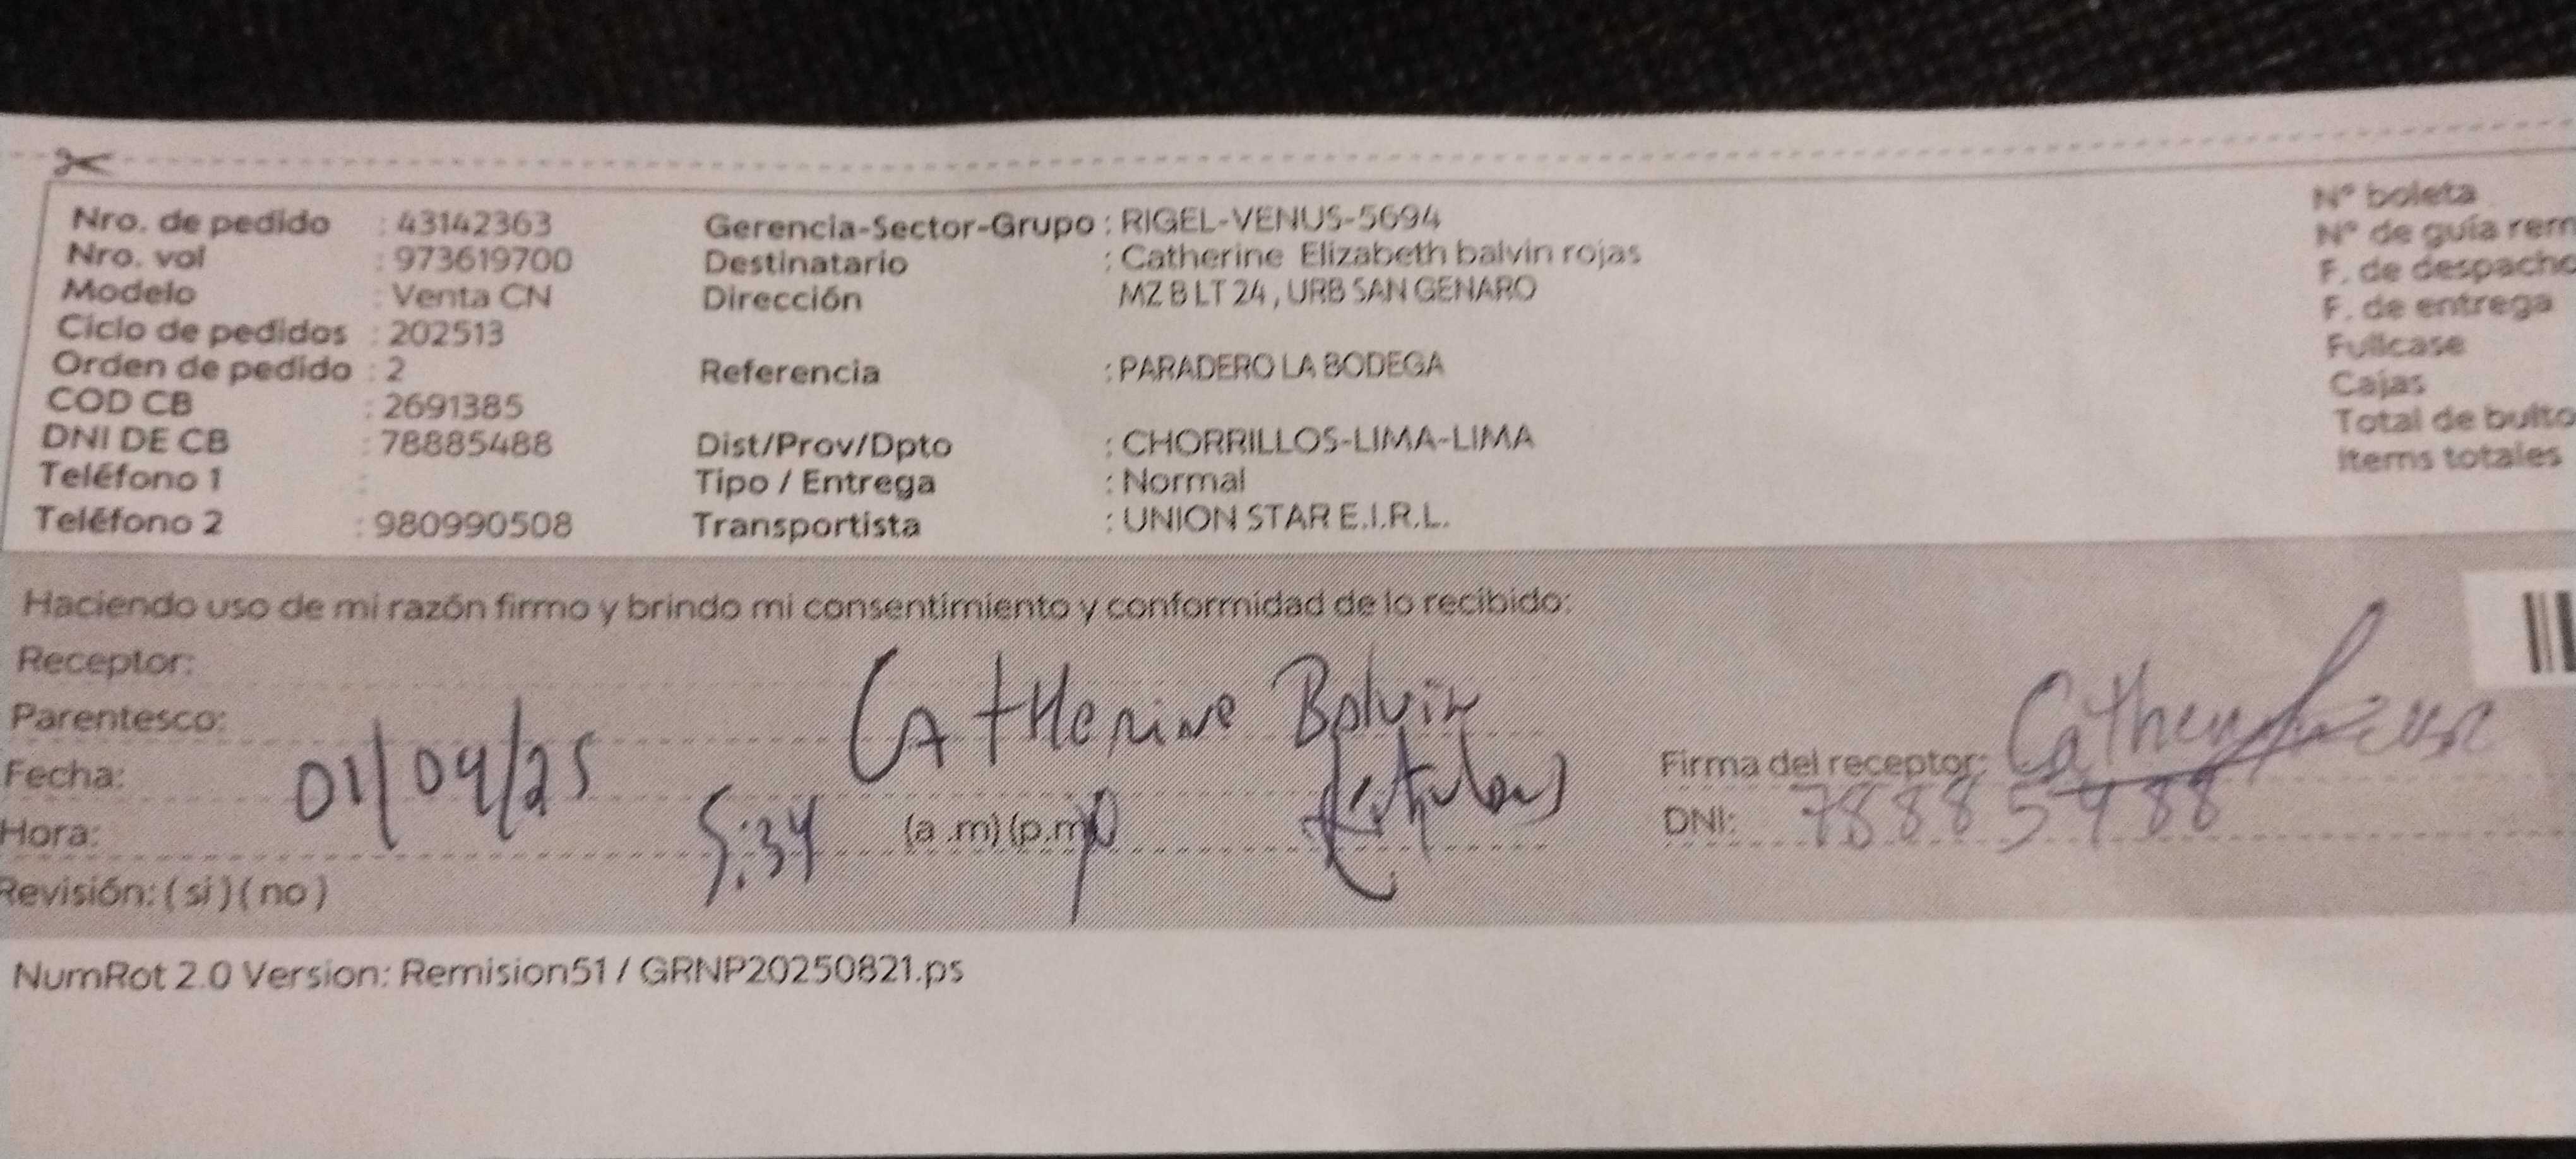 Nro. de pedido : 43142363 Gerencia-Sector-Grupo : RIGEL-VENUS-5694 N° boleta
Nro. vol : 973619700 Destinatario : Catherine Elizabeth balvin rojas N° de guía rem
Modelo : Venta CN Dirección MZ B LT 24 , URB SAN GENARO F. de despacho
Ciclo de pedidos : 202513 F. de entrega
Orden de pedido : 2 Referencia : PARADERO LA BODEGA Fullcase
COD CB : 2691385 Cajas
DNI DE CB : 78885488 Dist/Prov/Dpto : CHORRILLOS-LIMA-LIMA Total de bulto
Teléfono 1 : Tipo / Entrega : Normal Items totales
Teléfono 2 : 980990508 Transportista : UNION STAR E.I.R.L.
Haciendo uso de mi razón firmo y brindo mi consentimiento y conformidad de lo recibido:
Receptor: CAtHerine Balvin
Parentesco:
Fecha: 01/09/25 Firma del receptor:
Hora: 5:34 (a .m) (p.m) DNI: 78885488
Revisión: ( si ) ( no )
NumRot 2.0 Version: Remision51 / GRNP20250821.ps